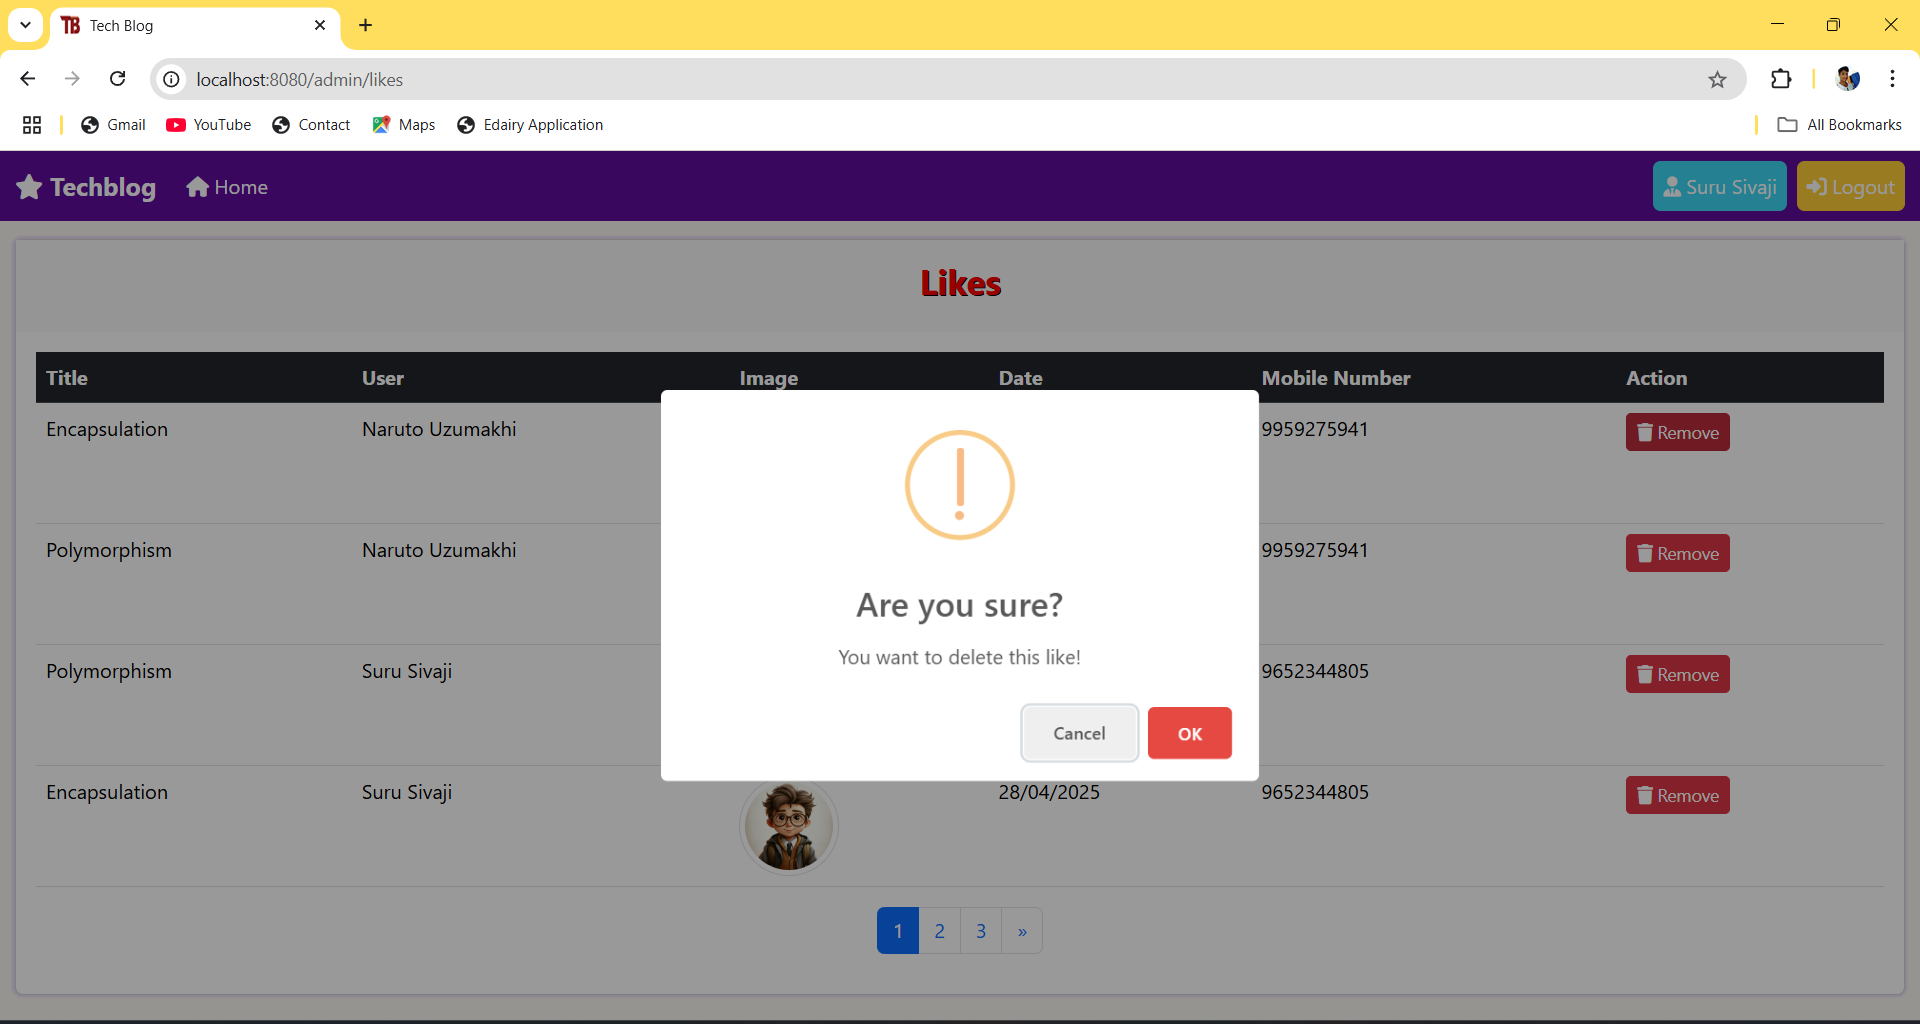 TB Tech Blog
localhost:8080/admin/likes
Gmail YouTube Contact Maps Edairy Application All Bookmarks
Techblog Home Suru Sivaji Logout
Likes
Title User Image Date Mobile Number Action
Encapsulation Naruto Uzumakhi 9959275941 Remove
Polymorphism Naruto Uzumakhi 9959275941 Remove
Polymorphism Suru Sivaji 9652344805 Remove
Encapsulation Suru Sivaji 28/04/2025 9652344805 Remove
Are you sure?
You want to delete this like!
Cancel OK
1 2 3 »